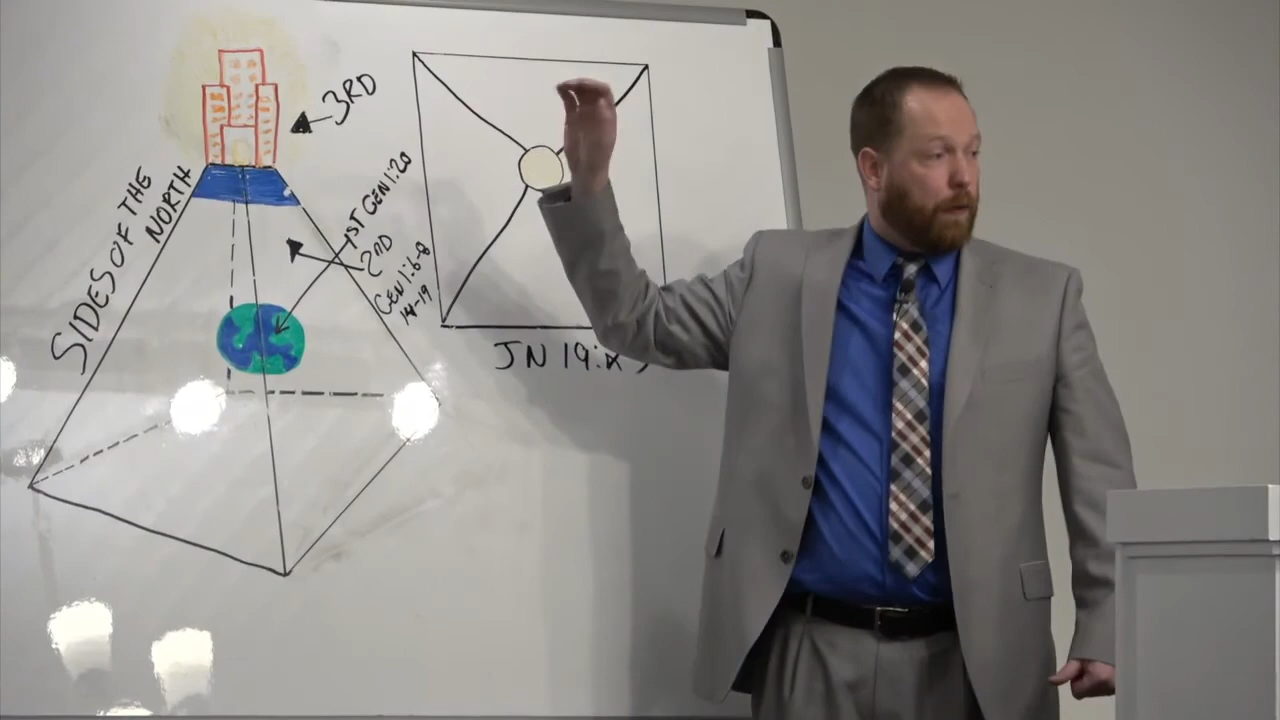 3RD
SIDES OF THE
NORTH
1ST GEN 1:20
2ND
GEN 1:6-8
14-19
JN 19: